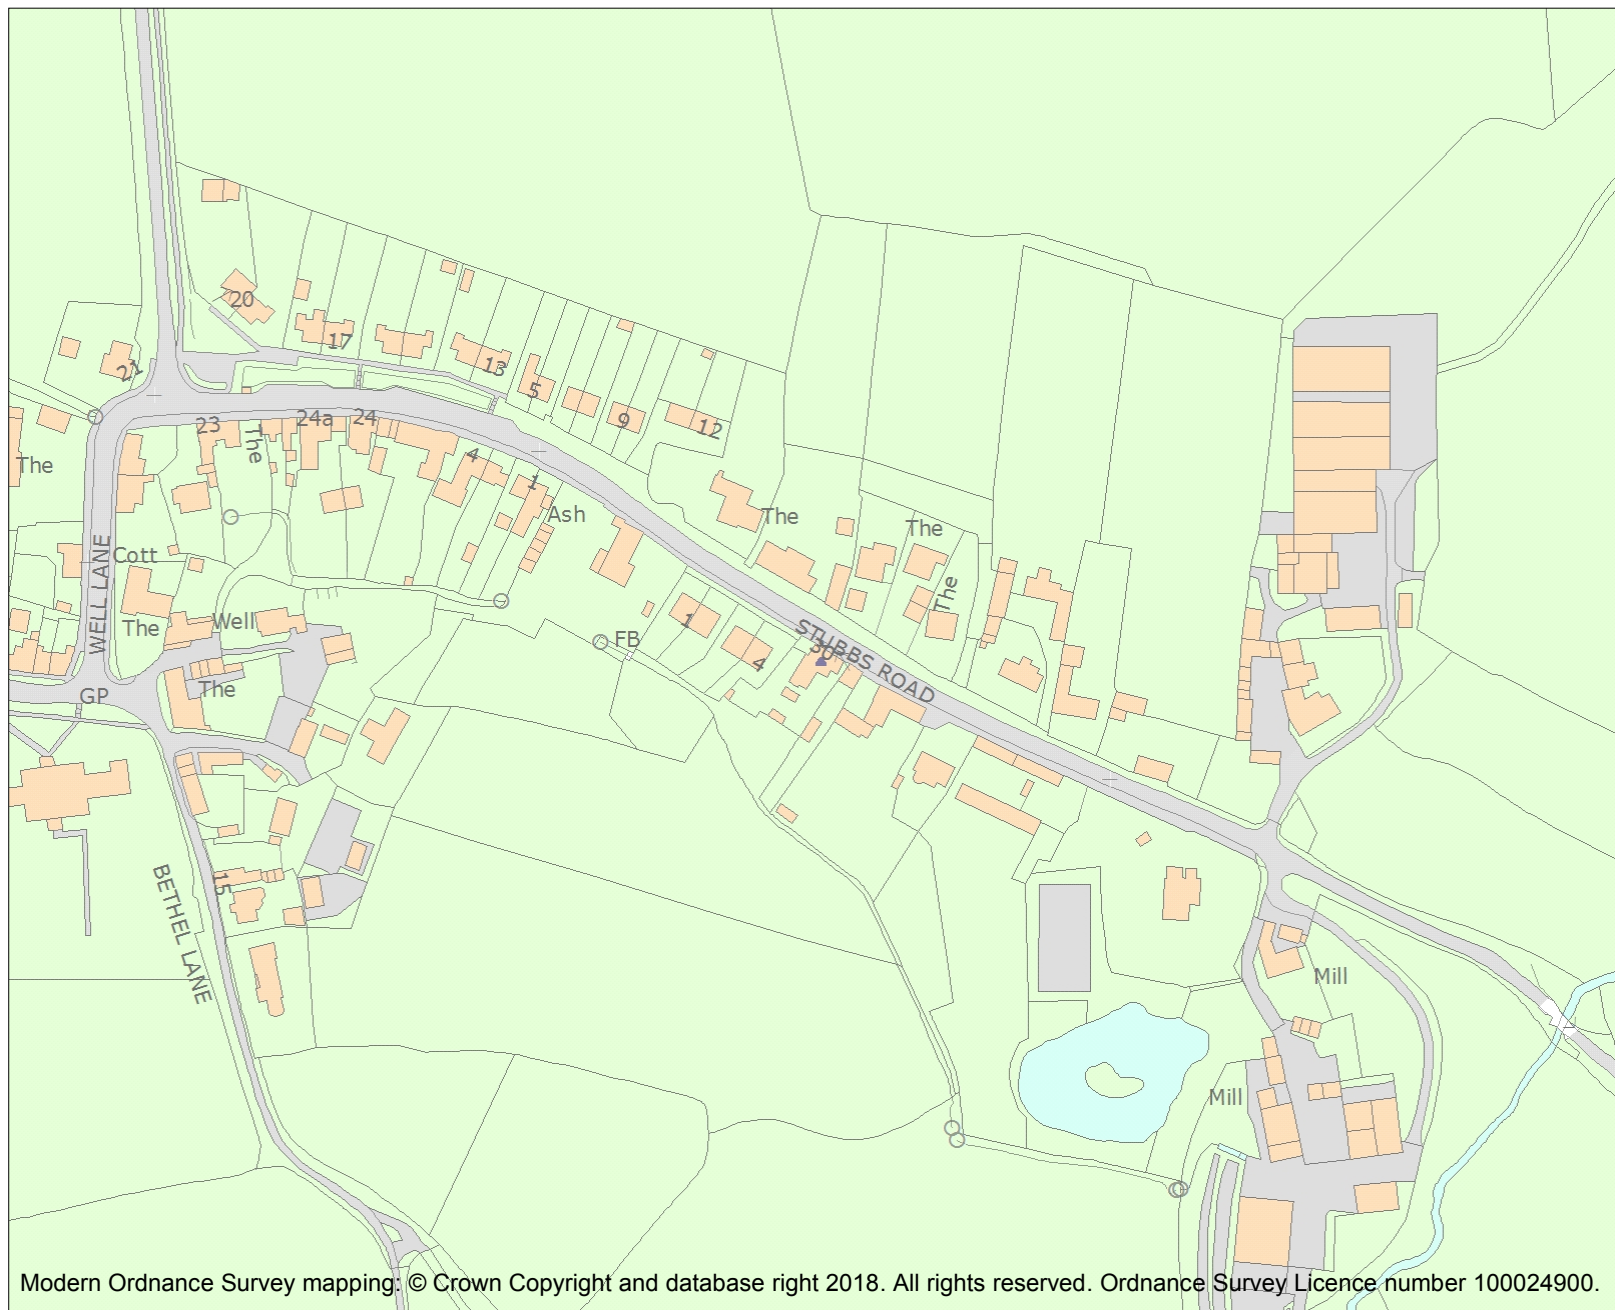 20
17
21
13
5
9
12
23
The
24a
24
4
1
The
Ash
The
The
Cott
WELL LANE
The
The
Well
FB
1
4
30
STUBBS ROAD
GP
The
15
BETHEL LANE
Mill
Mill
Modern Ordnance Survey mapping: © Crown Copyright and database right 2018. All rights reserved. Ordnance Survey Licence number 100024900.